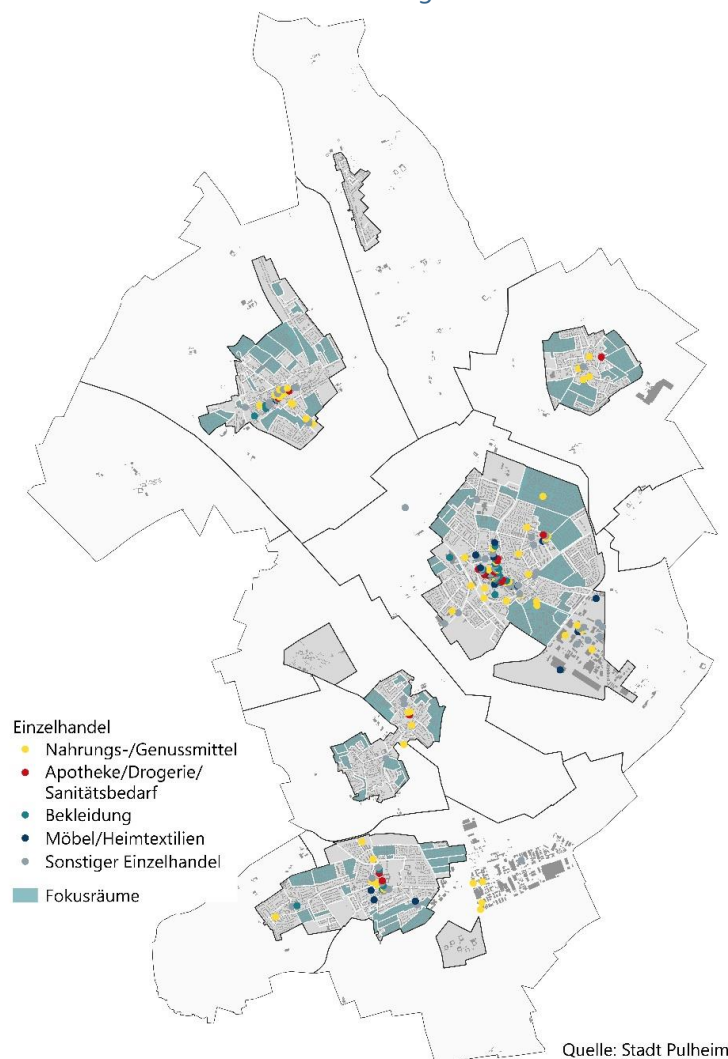 Einzelhandel
Nahrungs-/Genussmittel
Apotheke/Drogerie/
Sanitätsbedarf
Bekleidung
Möbel/Heimtextilien
Sonstiger Einzelhandel
Fokusräume
Quelle: Stadt Pulheim